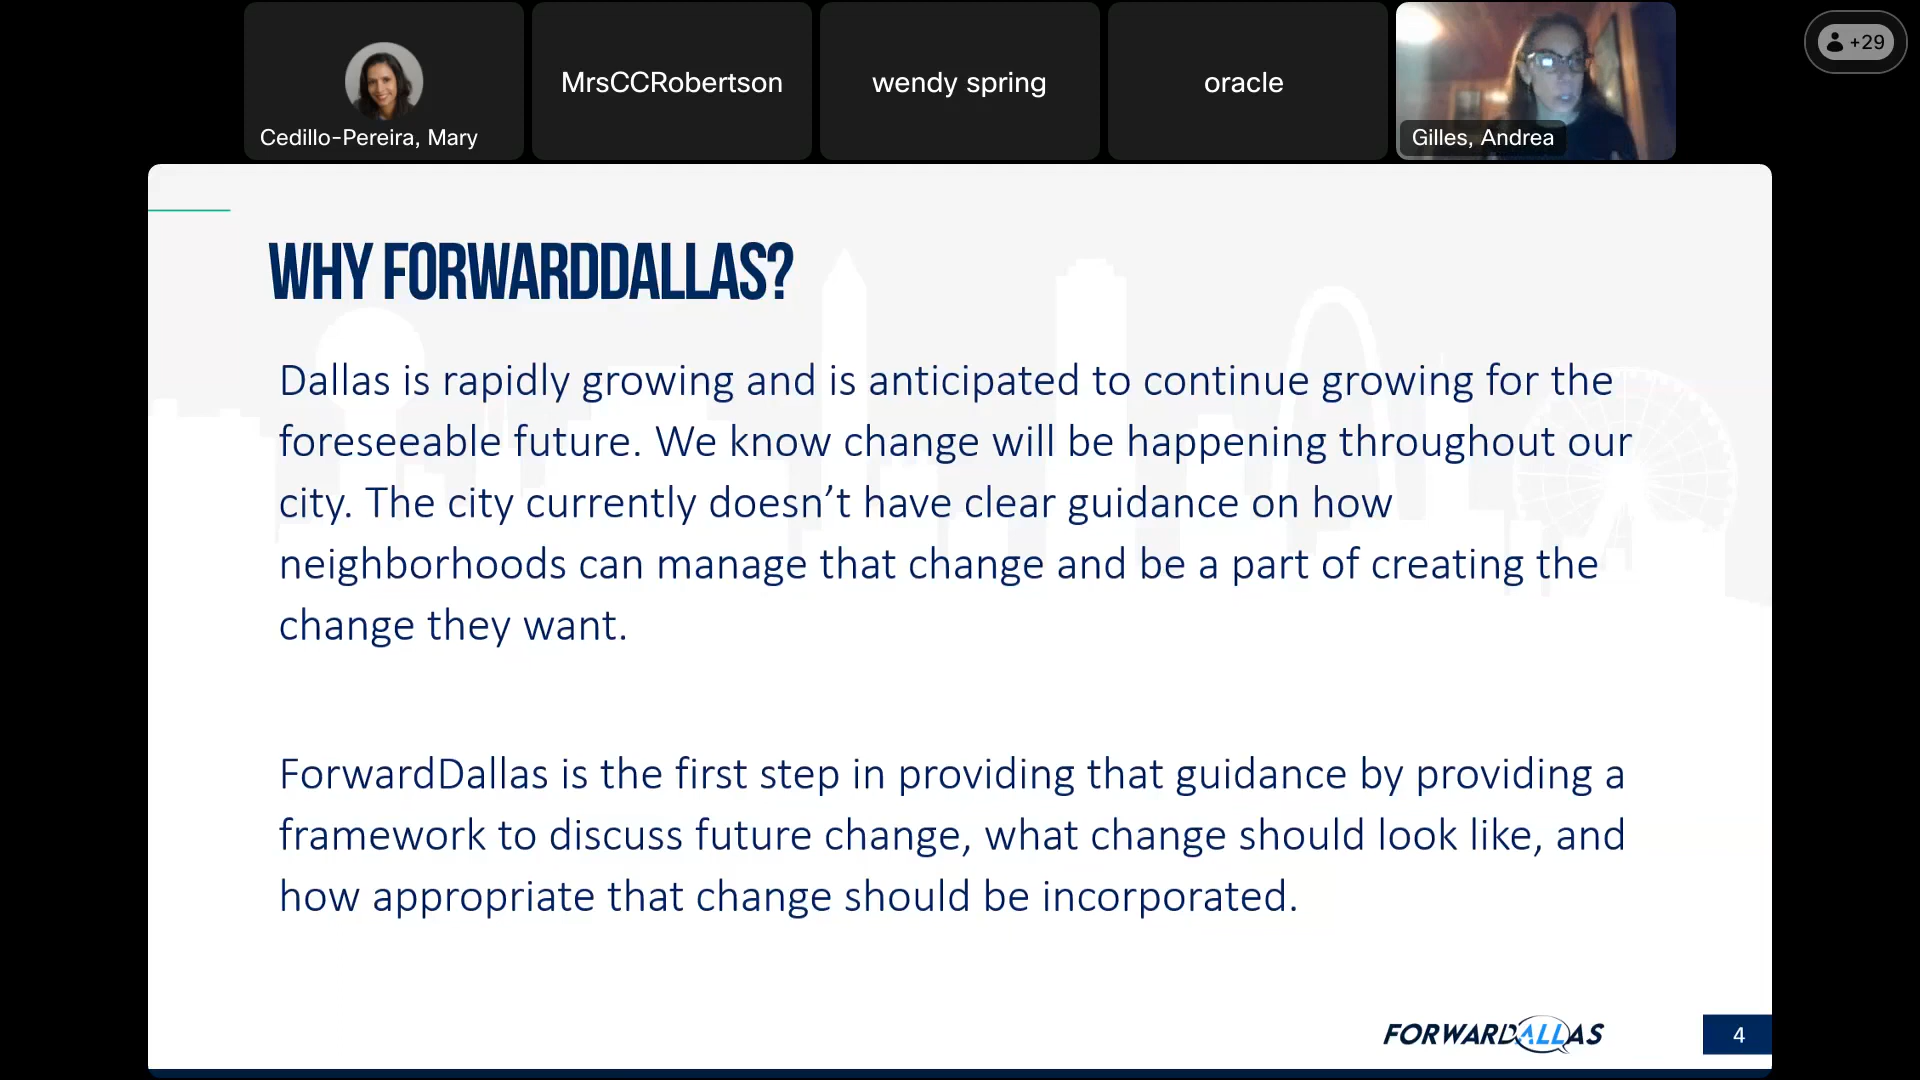 Cedillo-Pereira, Mary
MrsCCRobertson
wendy spring
oracle
Gilles, Andrea
+29
WHY FORWARDDALLAS?
Dallas is rapidly growing and is anticipated to continue growing for the
foreseeable future. We know change will be happening throughout our
city. The city currently doesn’t have clear guidance on how
neighborhoods can manage that change and be a part of creating the
change they want.
ForwardDallas is the first step in providing that guidance by providing a
framework to discuss future change, what change should look like, and
how appropriate that change should be incorporated.
FORWARDALLAS
4